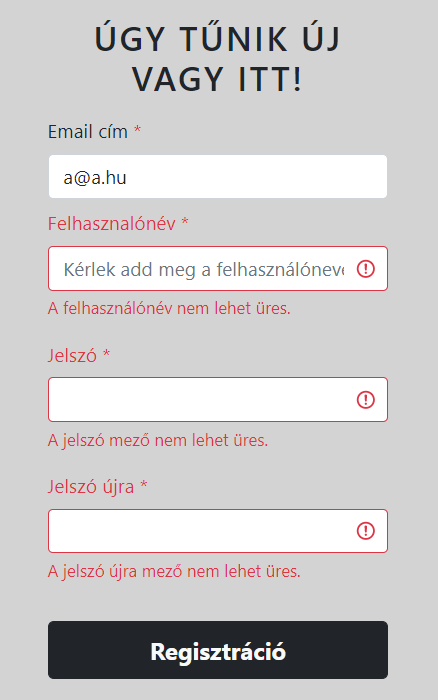 ÚGY TŰNIK ÚJ
VAGY ITT!
Email cím *
a@a.hu
Felhasznalónév *
Kérlek add meg a felhasználóneve
A felhasználónév nem lehet üres.
Jelszó *
A jelszó mező nem lehet üres.
Jelszó újra *
A jelszó újra mező nem lehet üres.
Regisztráció